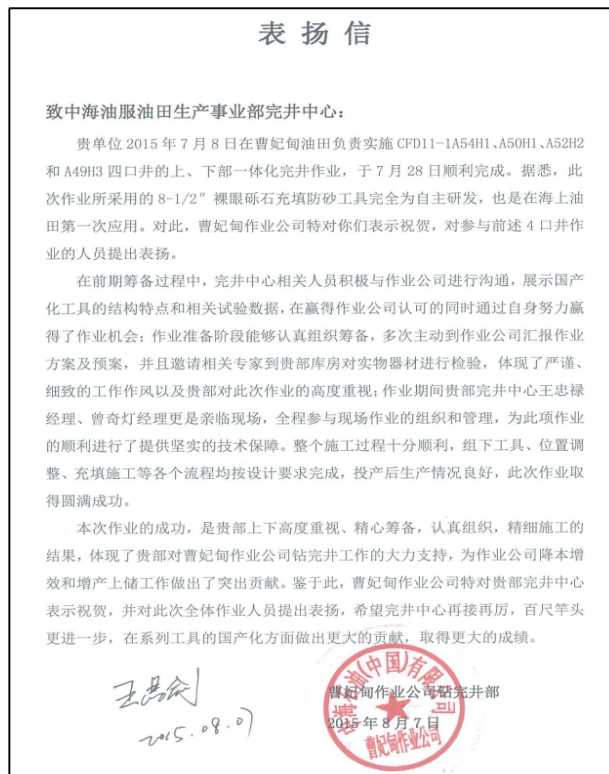 表扬信
致中海油服油田生产事业部完井中心：
贵单位2015年7月8日在曹妃甸油田负责实施CFD11-1A54H1、A50H1、A52H2
和A49H3四口井的上、下部一体化完井作业，于7月28日顺利完成。据悉，此
次作业所采用的8-1/2″裸眼砾石充填防砂工具完全为自主研发，也是在海上油
田第一次应用。对此，曹妃甸作业公司特对你们表示祝贺，对参与前述4口井作
业的人员提出表扬。
在前期筹备过程中，完井中心相关人员积极与作业公司进行沟通，展示国产
化工具的结构特点和相关试验数据，在赢得作业公司认可的同时通过自身努力赢
得了作业机会；作业准备阶段能够认真组织筹备，多次主动到作业公司汇报作业
方案及预案，并且邀请相关专家到贵部库房对实物器材进行检验，体现了严谨、
细致的工作作风以及贵部对此次作业的高度重视；作业期间贵部完井中心王忠禄
经理、曾奇灯经理更是亲临现场，全程参与现场作业的组织和管理，为此项作业
的顺利进行了提供坚实的技术保障。整个施工过程十分顺利，组下工具、位置调
整、充填施工等各个流程均按设计要求完成，投产后生产情况良好，此次作业取
得圆满成功。
本次作业的成功，是贵部上下高度重视、精心筹备，认真组织，精细施工的
结果，体现了贵部对曹妃甸作业公司钻完井工作的大力支持，为作业公司降本增
效和增产上储工作做出了突出贡献。鉴于此，曹妃甸作业公司特对贵部完井中心
表示祝贺，并对此次全体作业人员提出表扬，希望完井中心再接再厉，百尺竿头
更进一步，在系列工具的国产化方面做出更大的贡献，取得更大的成绩。
曹妃甸作业公司钻完井部
2015年8月7日
2015.08.07
中海石油(中国)有限公司
曹妃甸作业公司